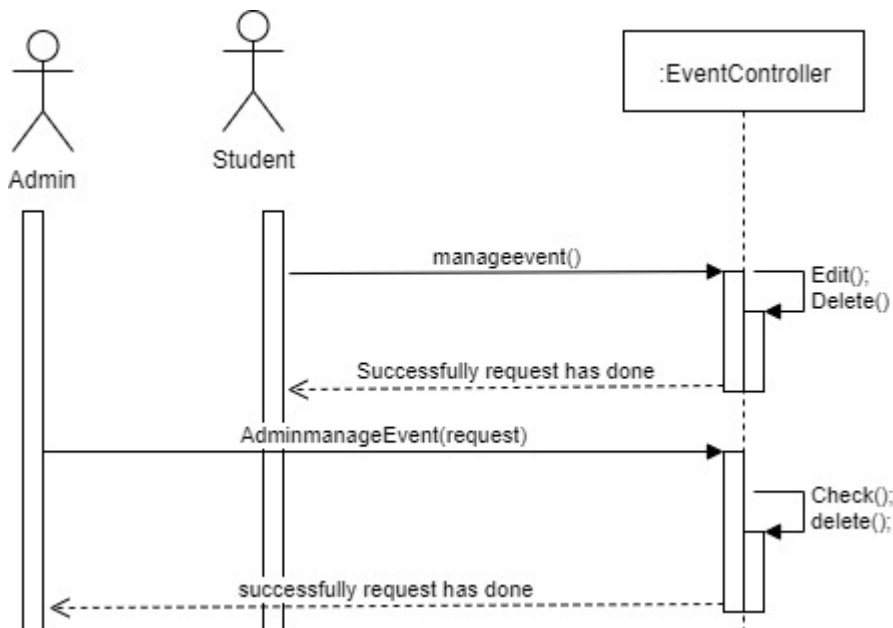 :EventController
Student
Admin
manageevent()
Edit();
Delete()
Successfully request has done
AdminmanageEvent(request)
Check();
delete();
successfully request has done